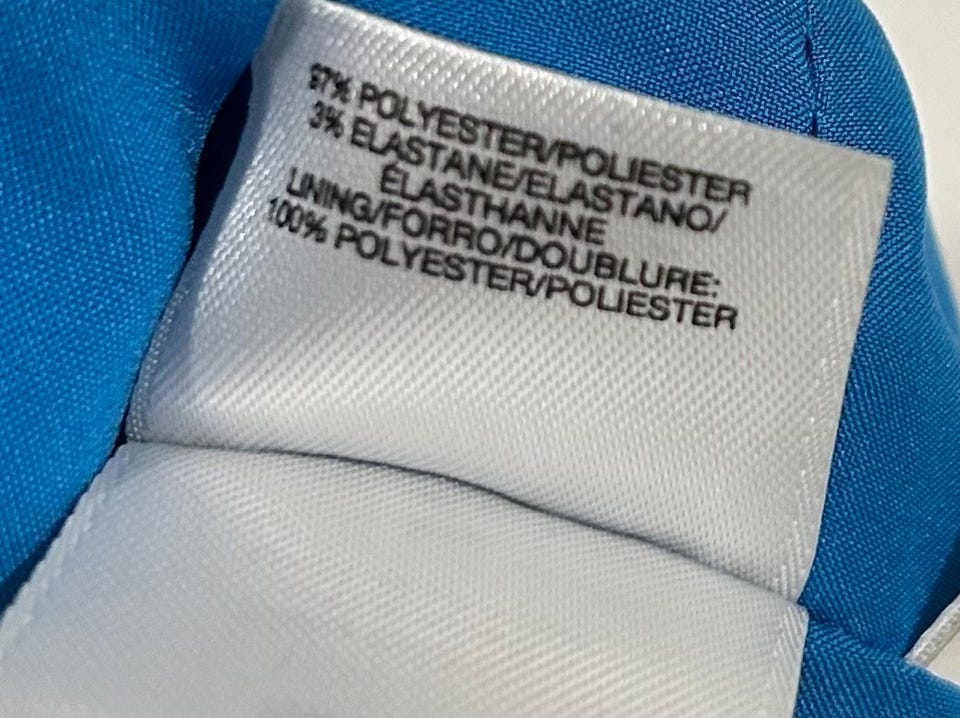 97% POLYESTER/POLIESTER
3% ELASTANE/ELASTANO/
ÉLASTHANNE
LINING/FORRO/DOUBLURE:
100% POLYESTER/POLIESTER